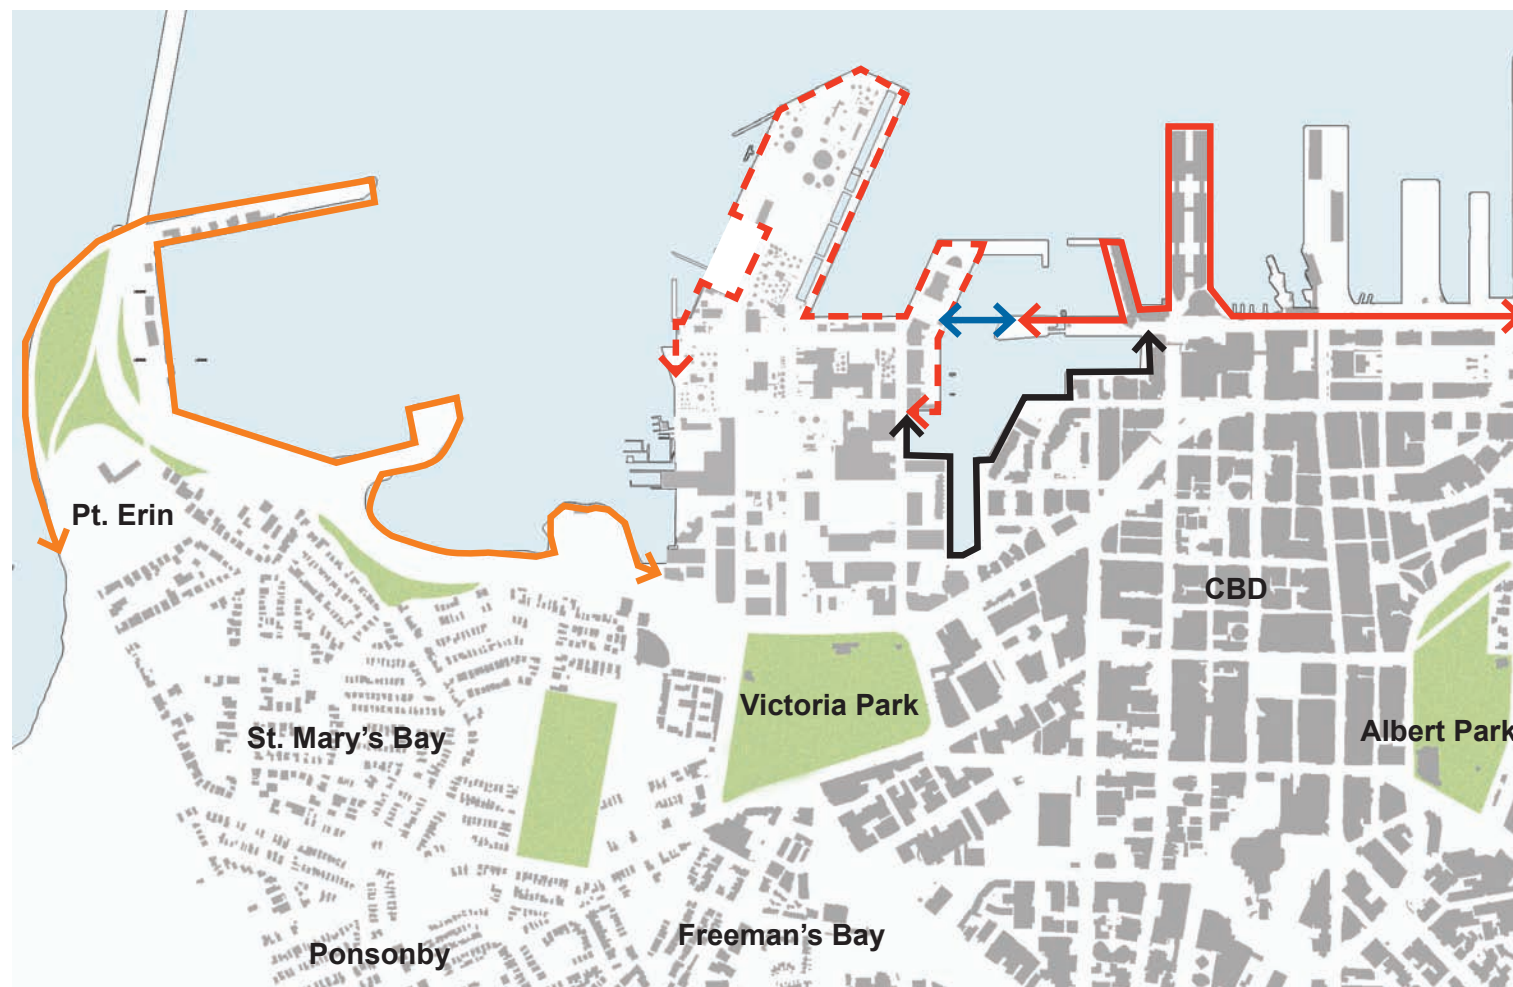 Pt. Erin
CBD
Victoria Park
Albert Park
St. Mary's Bay
Freeman's Bay
Ponsonby